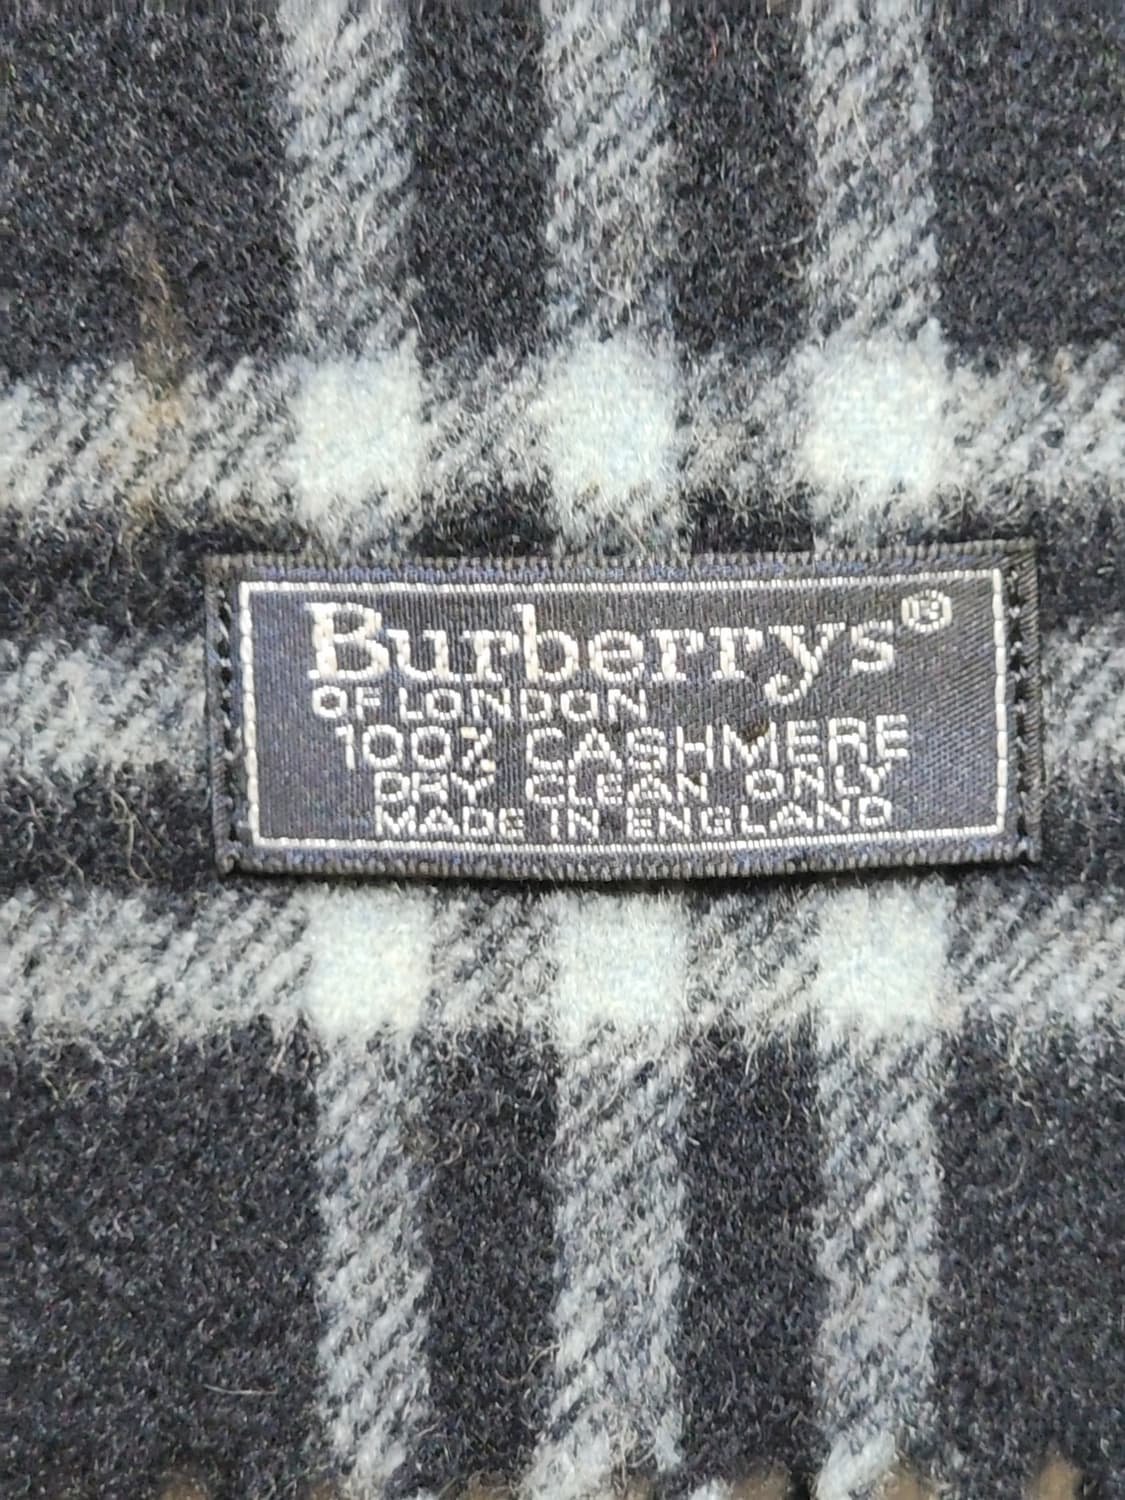 Burberrys®
OF LONDON
100% CASHMERE
DRY CLEAN ONLY
MADE IN ENGLAND